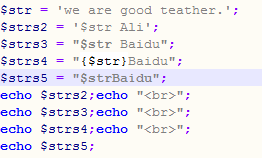 $str = 'we are good teather.';
$strs2 = '$str Ali';
$strs3 = "$str Baidu";
$strs4 = "{$str}Baidu";
$strs5 = "$strBaidu";
echo $strs2;echo "<br>";
echo $strs3;echo "<br>";
echo $strs4;echo "<br>";
echo $strs5;